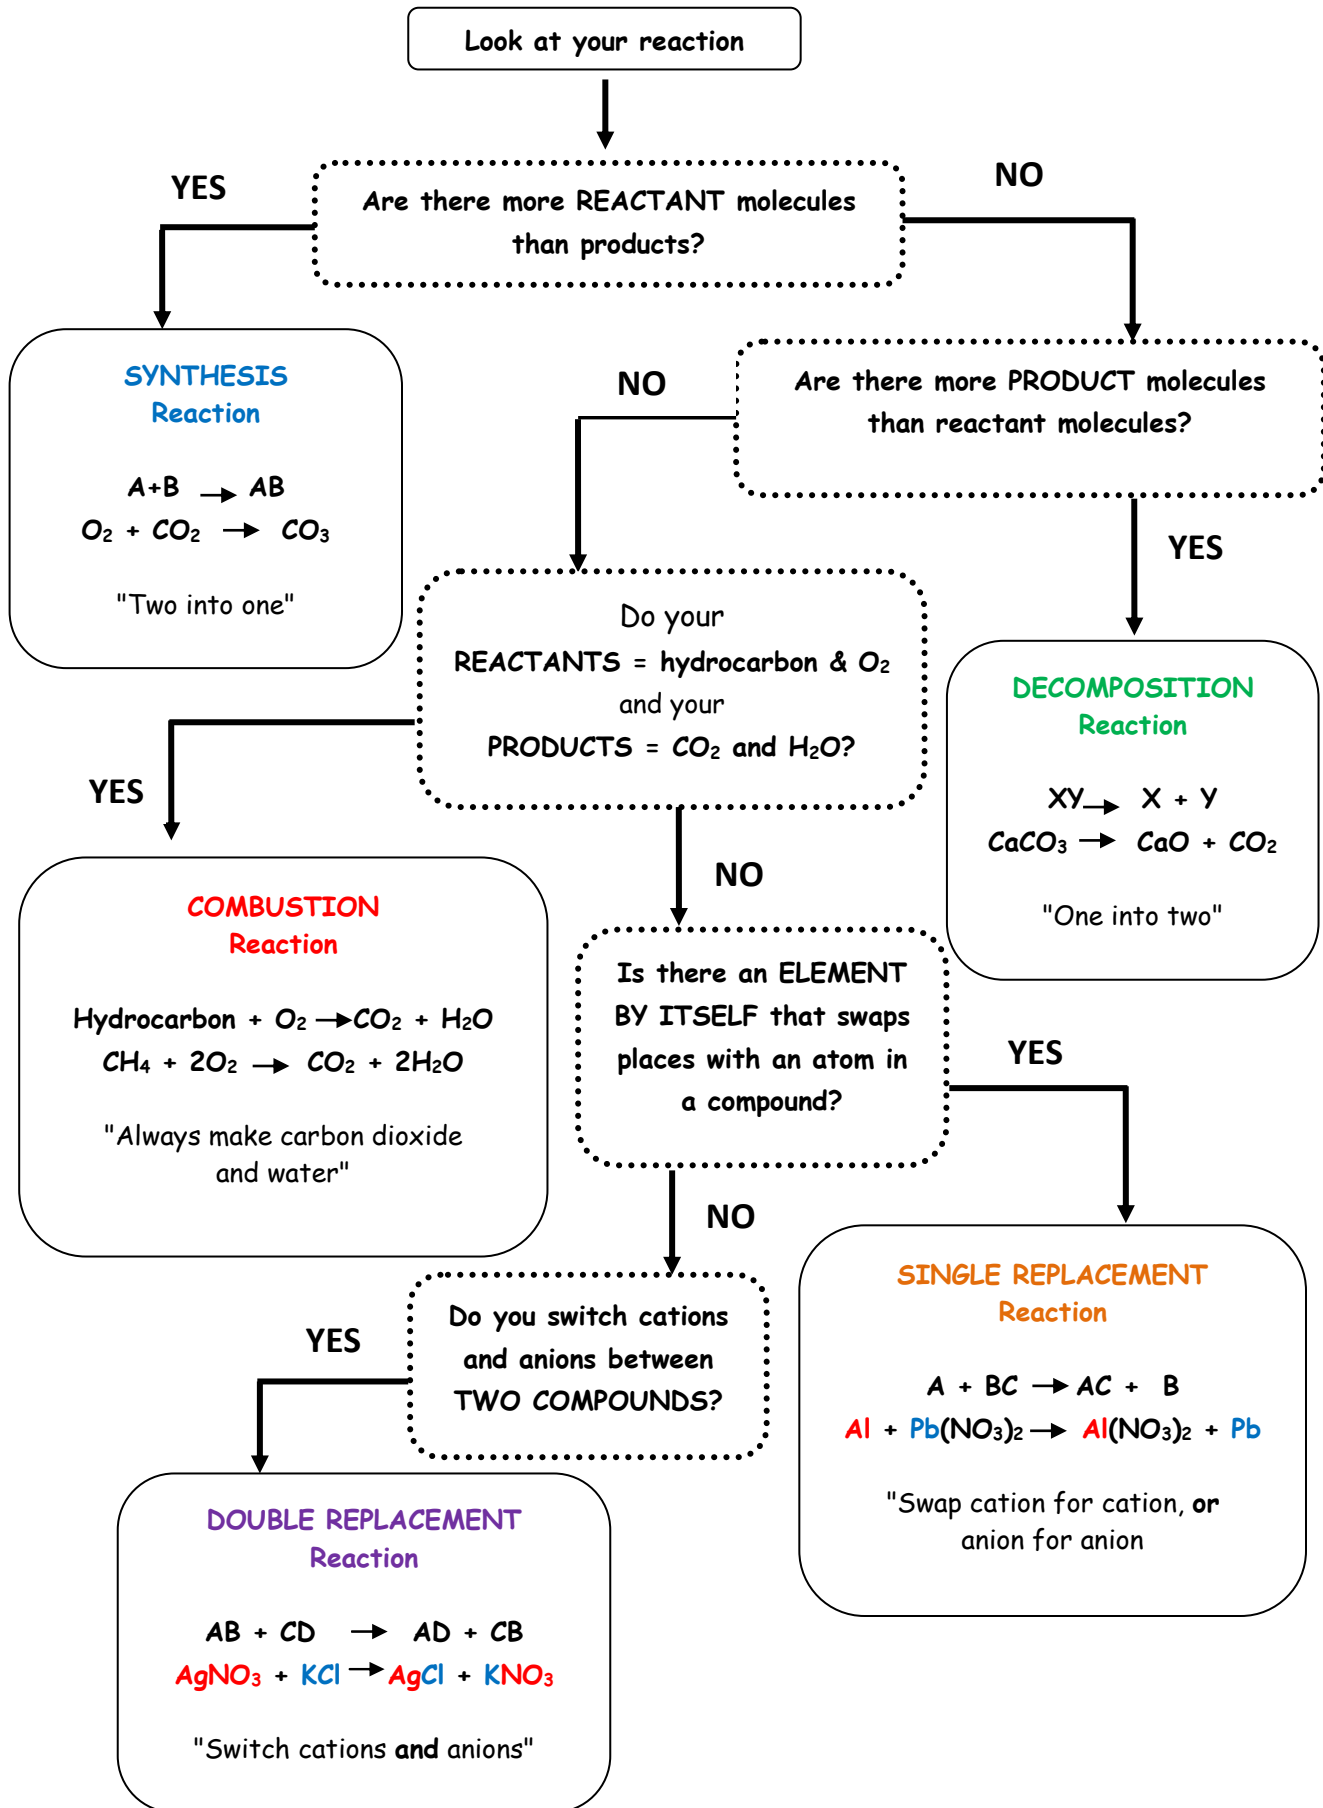 Look at your reaction
YES
NO
Are there more REACTANT molecules
than products?
SYNTHESIS
Reaction
A+B → AB
O₂ + CO₂ → CO₃
"Two into one"
NO
Are there more PRODUCT molecules
than reactant molecules?
YES
Do your
REACTANTS = hydrocarbon & O₂
and your
PRODUCTS = CO₂ and H₂O?
DECOMPOSITION
Reaction
XY → X + Y
CaCO₃ → CaO + CO₂
"One into two"
YES
COMBUSTION
Reaction
Hydrocarbon + O₂ → CO₂ + H₂O
CH₄ + 2O₂ → CO₂ + 2H₂O
"Always make carbon dioxide
and water"
NO
Is there an ELEMENT
BY ITSELF that swaps
places with an atom in
a compound?
YES
NO
SINGLE REPLACEMENT
Reaction
A + BC → AC + B
Al + Pb(NO₃)₂ → Al(NO₃)₂ + Pb
"Swap cation for cation, or
anion for anion
Do you switch cations
and anions between
TWO COMPOUNDS?
YES
DOUBLE REPLACEMENT
Reaction
AB + CD → AD + CB
AgNO₃ + KCl → AgCl + KNO₃
"Switch cations and anions"